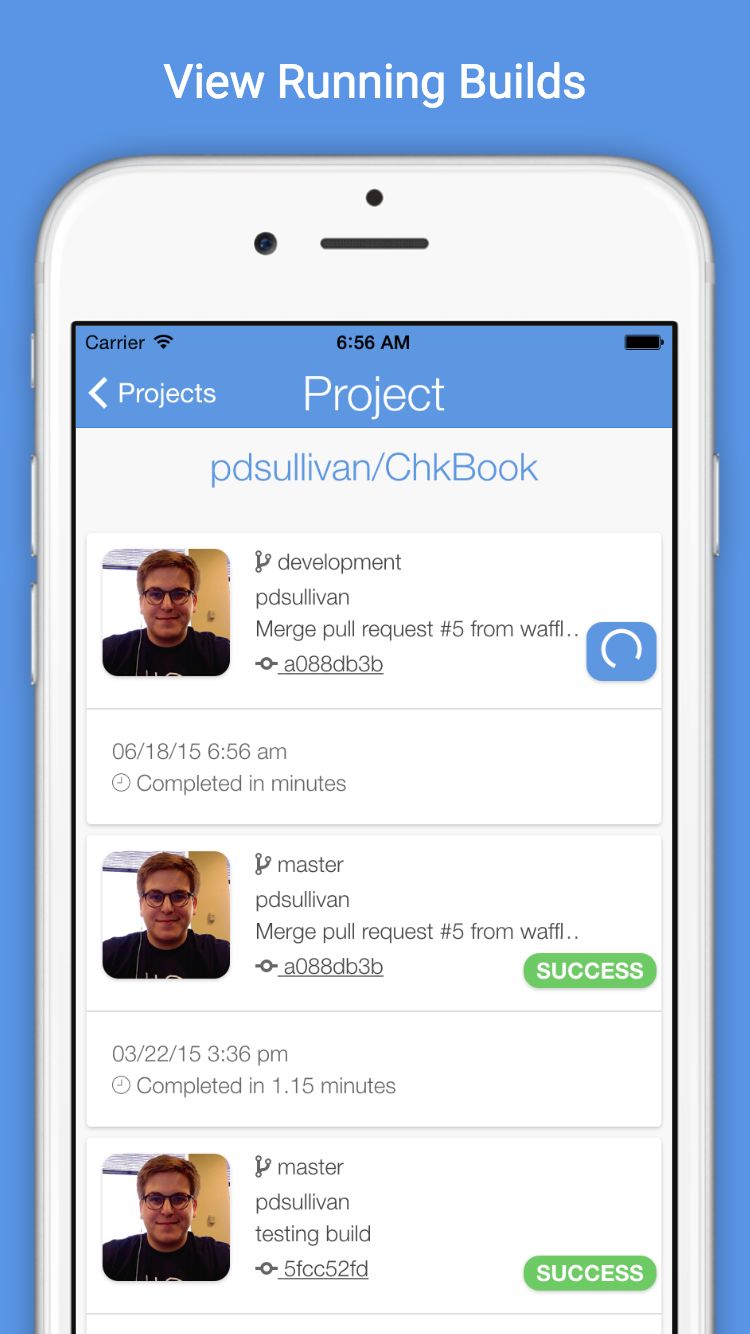 View Running Builds
Carrier 6:56 AM
Projects Project
pdsullivan/ChkBook
development
pdsullivan
Merge pull request #5 from waffl..
a088db3b
06/18/15 6:56 am
Completed in minutes
master
pdsullivan
Merge pull request #5 from waffl..
a088db3b
SUCCESS
03/22/15 3:36 pm
Completed in 1.15 minutes
master
pdsullivan
testing build
5fcc52fd
SUCCESS